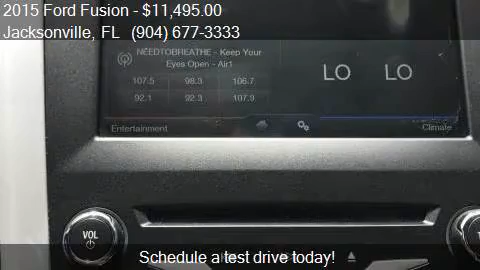 2015 Ford Fusion - $11,495.00
Jacksonville, FL (904) 677-3333
NEEDTOBREATHE - Keep Your
Eyes Open - Air1
LO LO
107.5 98.3 106.7
92.1 92.3 107.9
Entertainment Climate
VOL
Schedule a test drive today!